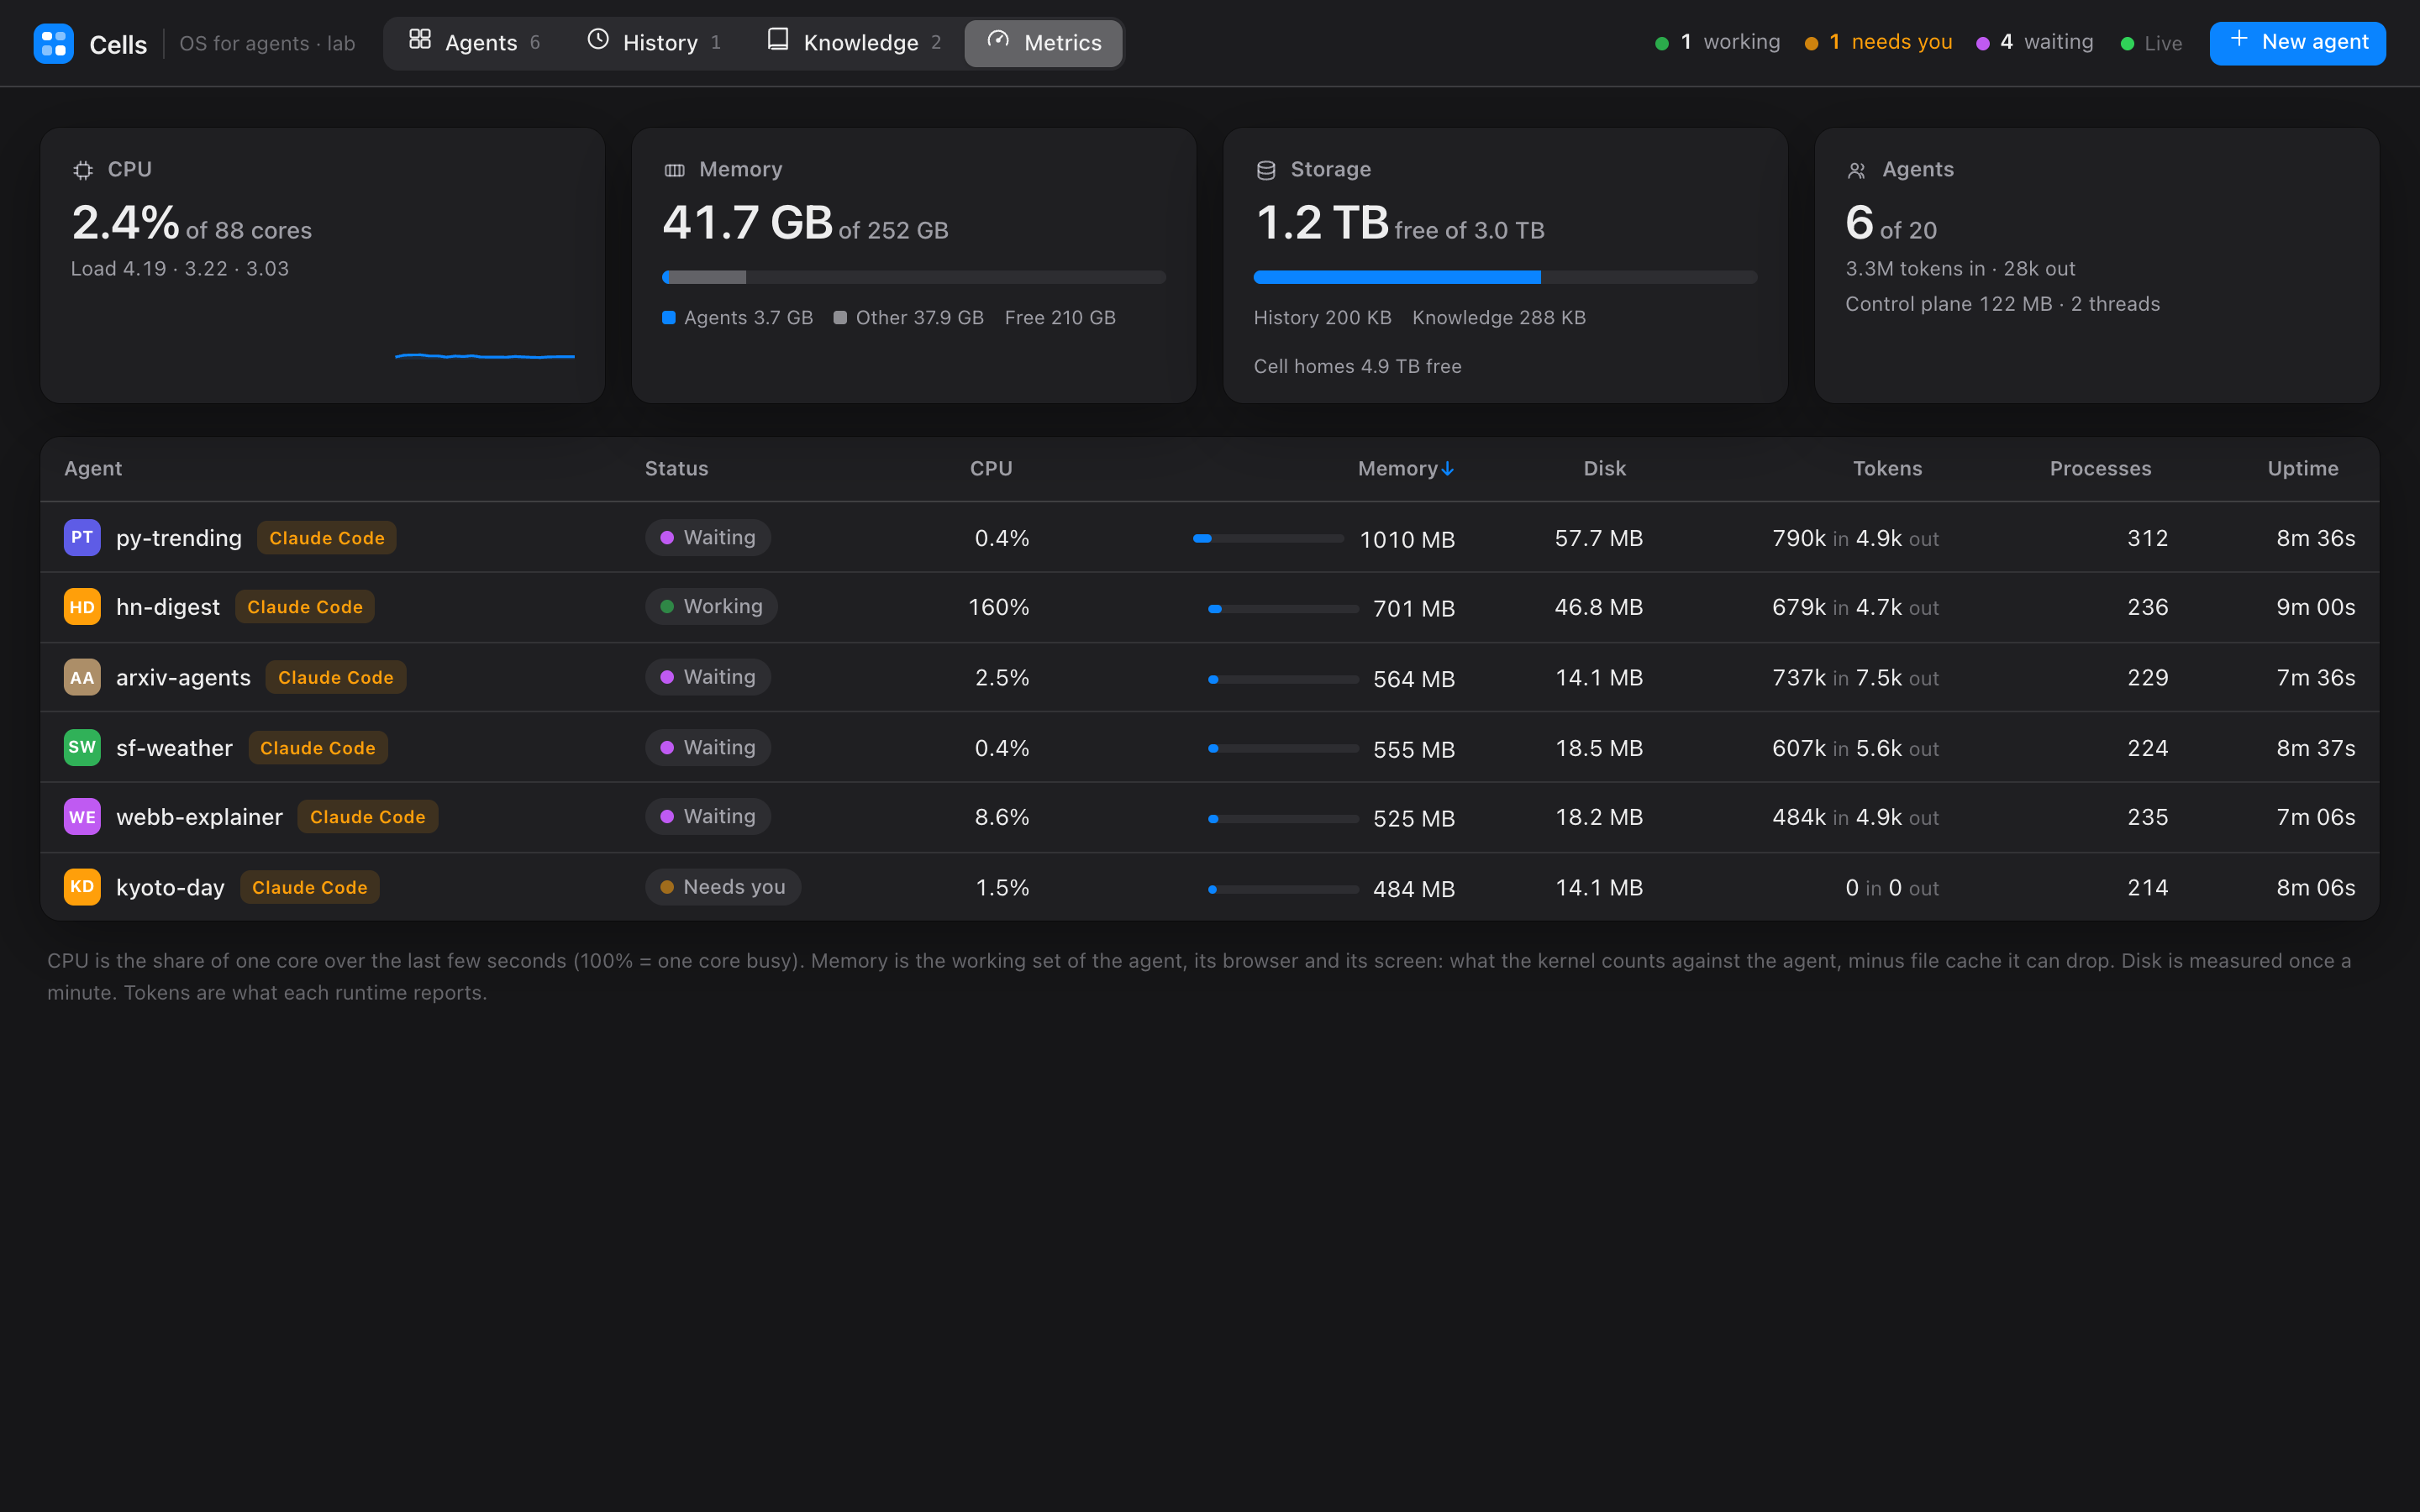 Cells OS for agents · lab Agents 6 History 1 Knowledge 2 Metrics 1 working 1 needs you 4 waiting Live + New agent
CPU
2.4% of 88 cores
Load 4.19 · 3.22 · 3.03
Memory
41.7 GB of 252 GB
Agents 3.7 GB Other 37.9 GB Free 210 GB
Storage
1.2 TB free of 3.0 TB
History 200 KB Knowledge 288 KB
Cell homes 4.9 TB free
Agents
6 of 20
3.3M tokens in · 28k out
Control plane 122 MB · 2 threads
Agent Status CPU Memory↓ Disk Tokens Processes Uptime
PT py-trending Claude Code Waiting 0.4% 1010 MB 57.7 MB 790k in 4.9k out 312 8m 36s
HD hn-digest Claude Code Working 160% 701 MB 46.8 MB 679k in 4.7k out 236 9m 00s
AA arxiv-agents Claude Code Waiting 2.5% 564 MB 14.1 MB 737k in 7.5k out 229 7m 36s
SW sf-weather Claude Code Waiting 0.4% 555 MB 18.5 MB 607k in 5.6k out 224 8m 37s
WE webb-explainer Claude Code Waiting 8.6% 525 MB 18.2 MB 484k in 4.9k out 235 7m 06s
KD kyoto-day Claude Code Needs you 1.5% 484 MB 14.1 MB 0 in 0 out 214 8m 06s
CPU is the share of one core over the last few seconds (100% = one core busy). Memory is the working set of the agent, its browser and its screen: what the kernel counts against the agent, minus file cache it can drop. Disk is measured once a
minute. Tokens are what each runtime reports.